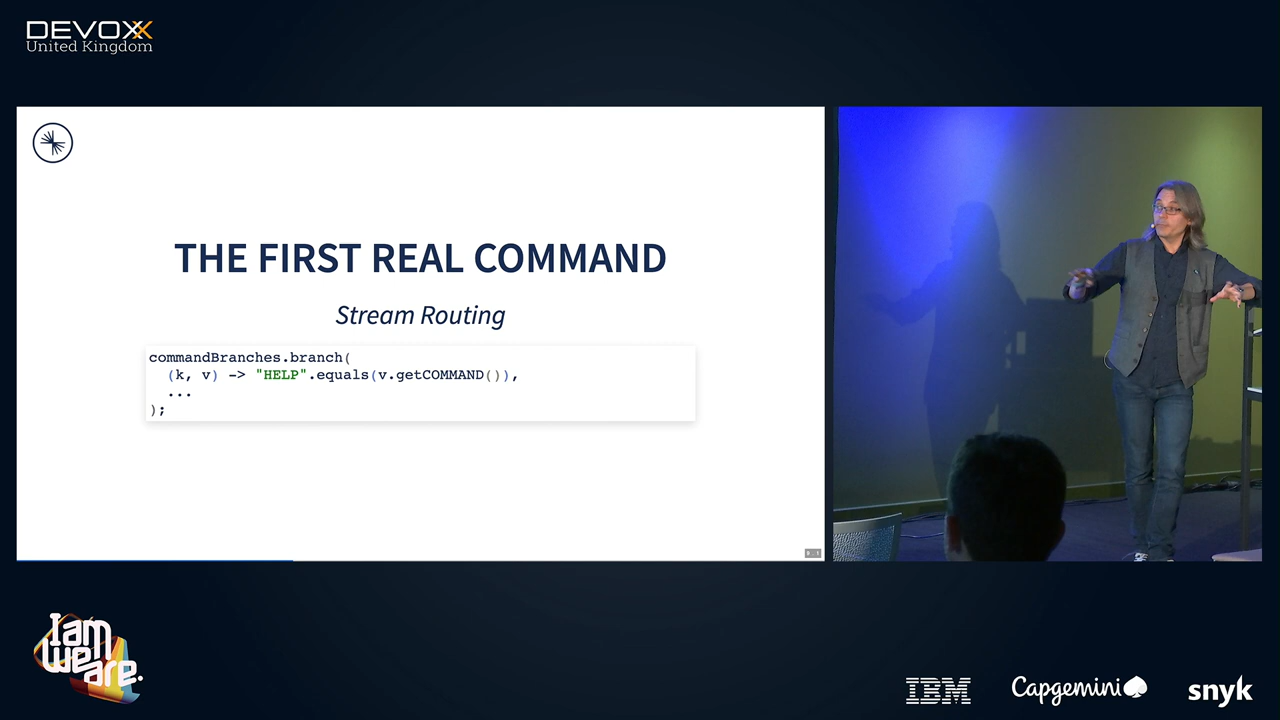 DEVOXX
United Kingdom
THE FIRST REAL COMMAND
Stream Routing
commandBranches.branch(
(k, v) -> "HELP".equals(v.getCOMMAND()),
...
);
I am
We are.
IBM
Capgemini
snyk